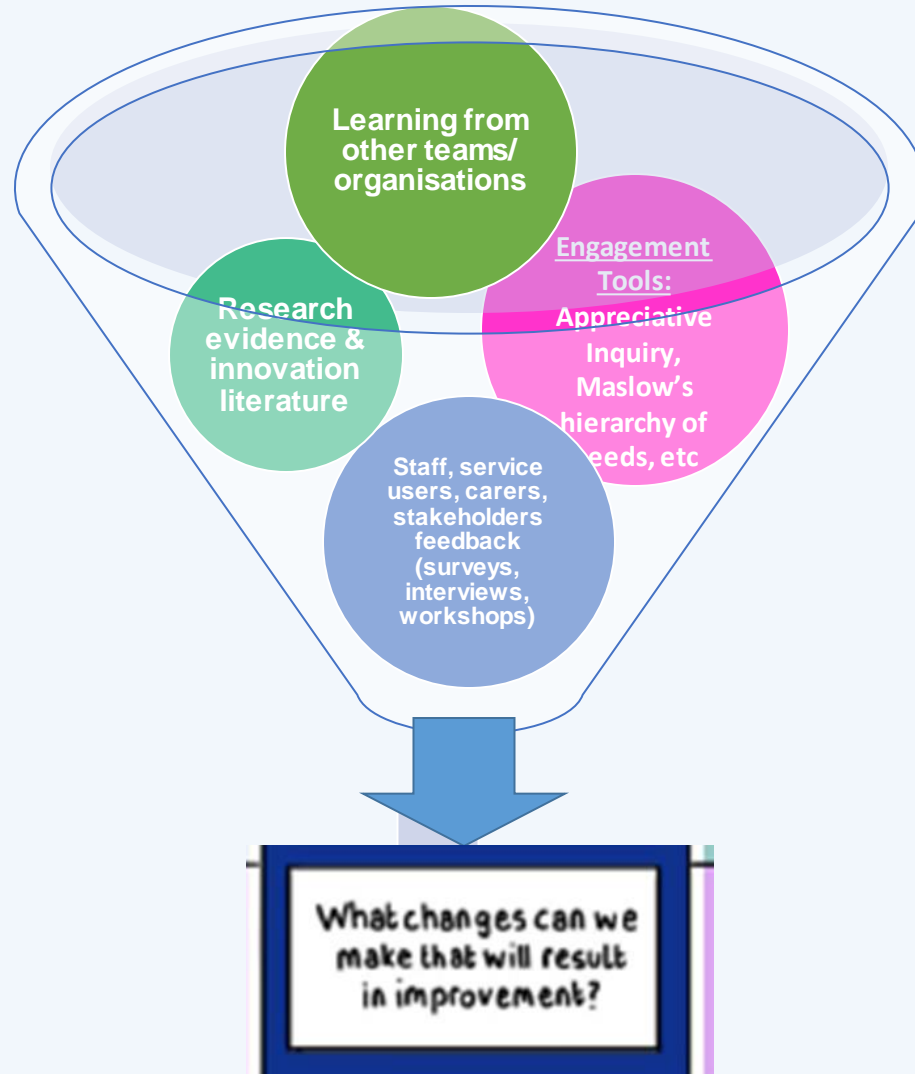 Learning from
other teams/
organisations
Engagement
Tools:
Appreciative
Inquiry,
Maslow's
hierarchy of
eeds, etc
Research
evidence &
innovation
literature
Staff, service
users, carers,
stakeholders
feedback
(surveys,
interviews,
workshops)
What changes can we
make that will result
in improvement?